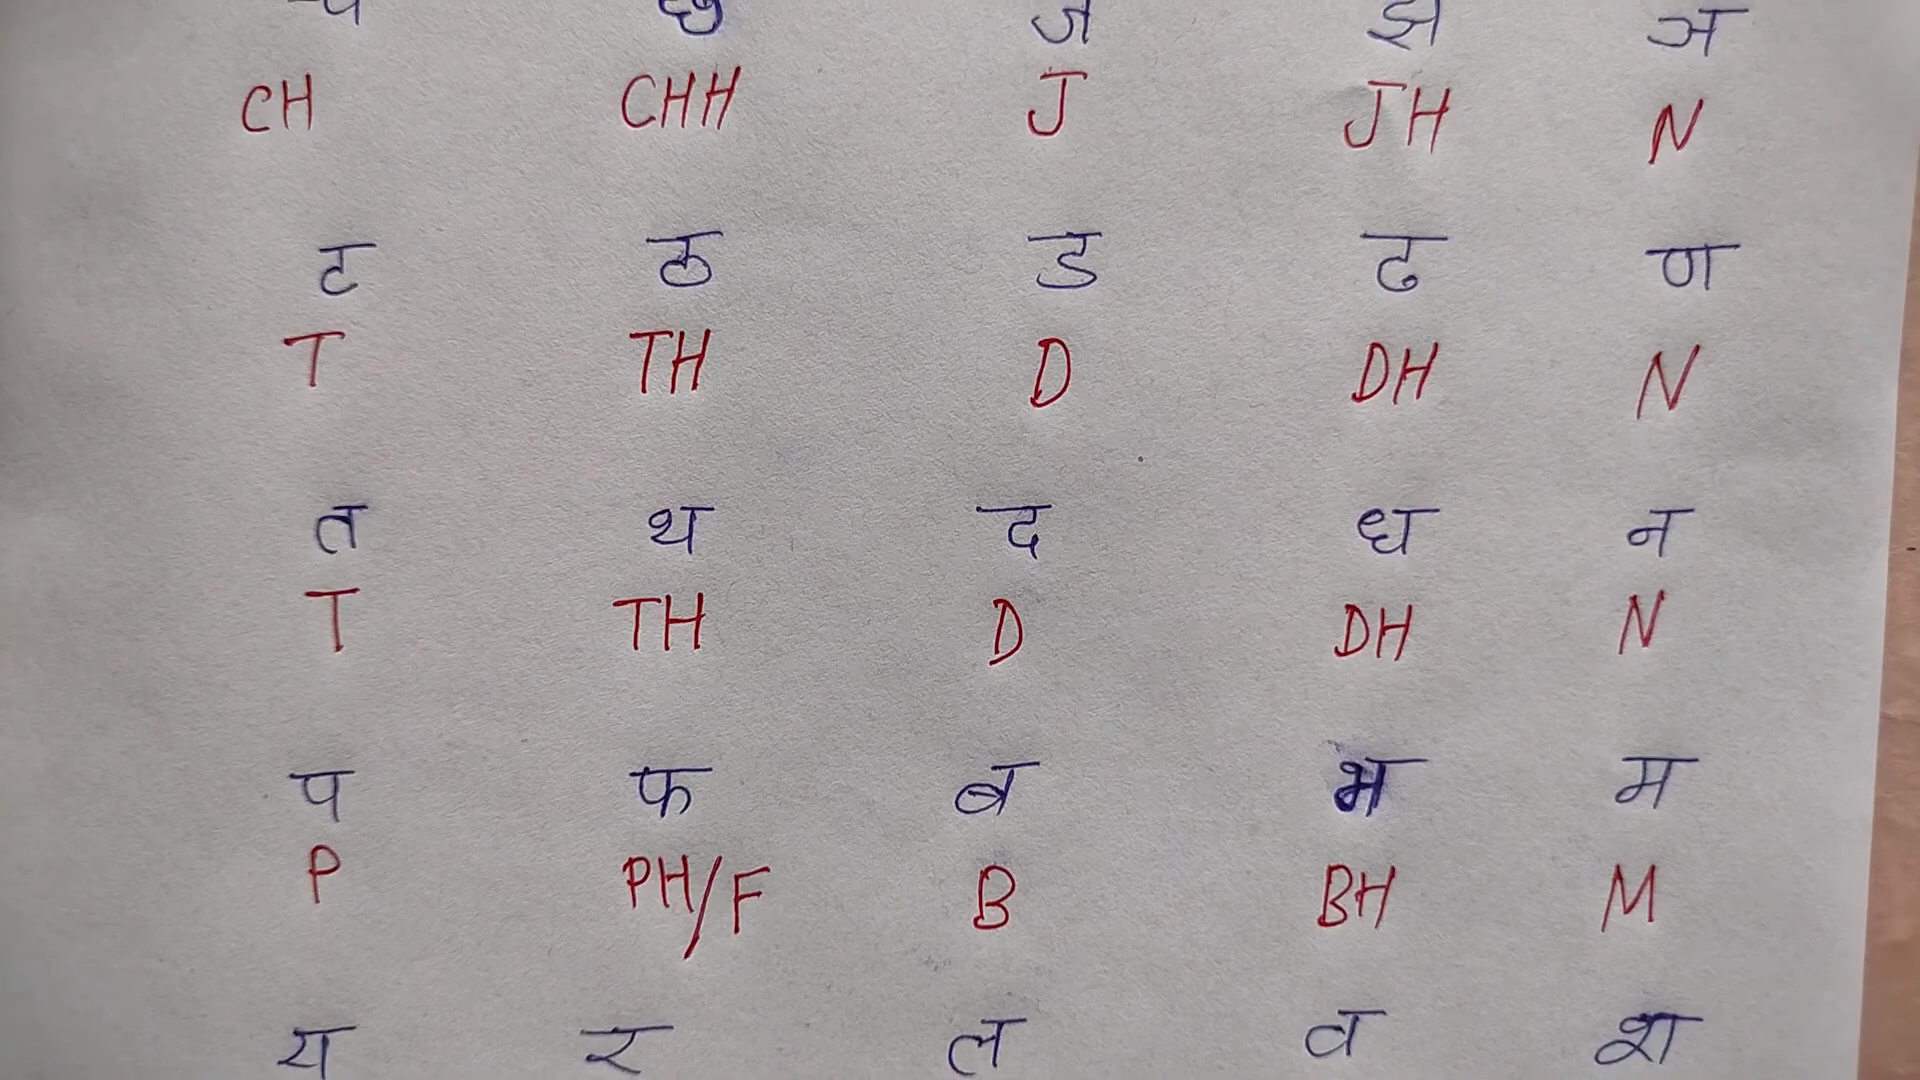 च छ ज झ ञ
CH CHH J JH N
ट ठ ड ढ ण
T TH D DH N
त थ द ध न
T TH D DH N
प फ ब भ म
P PH/F B BH M
य र ल व श